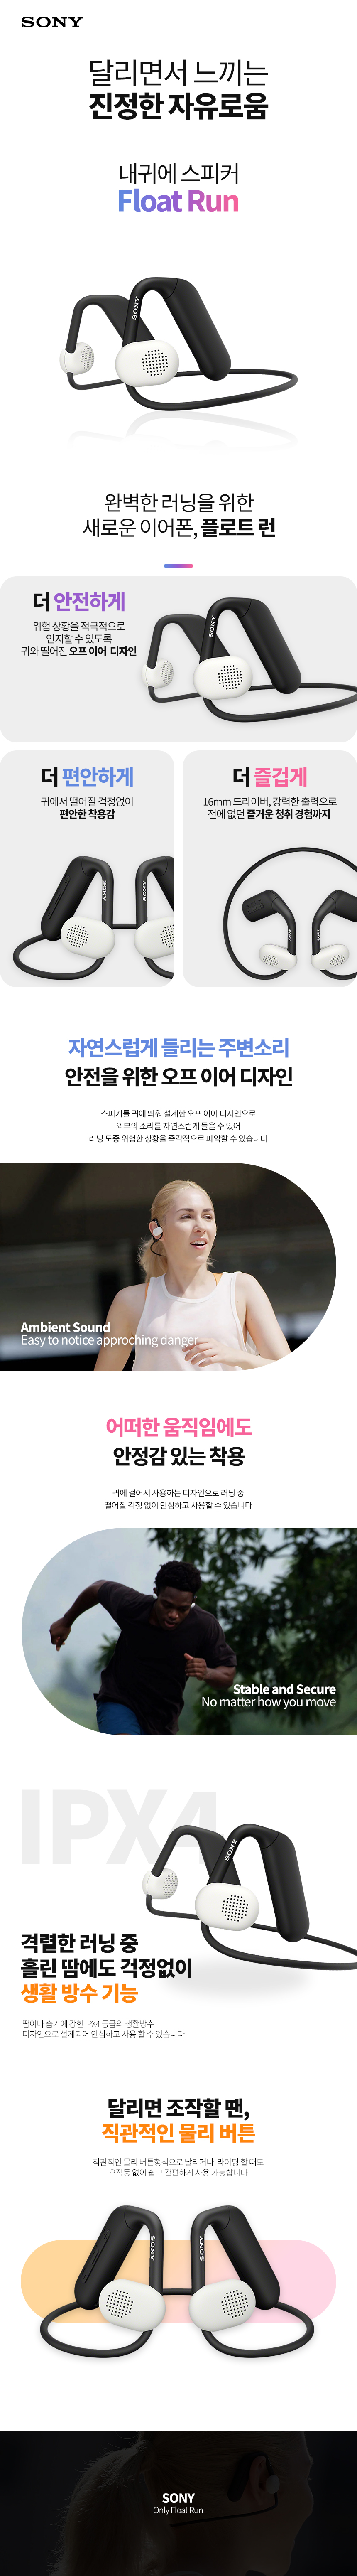 SONY
달리면서 느끼는
진정한 자유로움
내귀에 스피커
Float Run
SONY
완벽한 러닝을 위한
새로운 이어폰, 플로트 런
더 안전하게
위험 상황을 적극적으로
인지할 수 있도록
귀와 떨어진 오프 이어 디자인
SONY
더 편안하게
귀에서 떨어질 걱정없이
편안한 착용감
SONY
SONY
더 즐겁게
16mm 드라이버, 강력한 출력으로
전에 없던 즐거운 청취 경험까지
SONY
SONY
자연스럽게 들리는 주변소리
안전을 위한 오프 이어 디자인
스피커를 귀에 띄워 설계한 오프 이어 디자인으로
외부의 소리를 자연스럽게 들을 수 있어
러닝 도중 위험한 상황을 즉각적으로 파악할 수 있습니다
Ambient Sound
Easy to notice approching danger
어떠한 움직임에도
안정감 있는 착용
귀에 걸어서 사용하는 디자인으로 러닝 중
떨어질 걱정 없이 안심하고 사용할 수 있습니다
Stable and Secure
No matter how you move
IPX4
SONY
격렬한 러닝 중
흘린 땀에도 걱정없이
생활 방수 기능
땀이나 습기에 강한 IPX4 등급의 생활방수
디자인으로 설계되어 안심하고 사용 할 수 있습니다
달리면 조작할 땐,
직관적인 물리 버튼
직관적인 물리 버튼형식으로 달리거나 라이딩 할 때도
오작동 없이 쉽고 간편하게 사용 가능합니다
SONY
SONY
SONY
Only Float Run